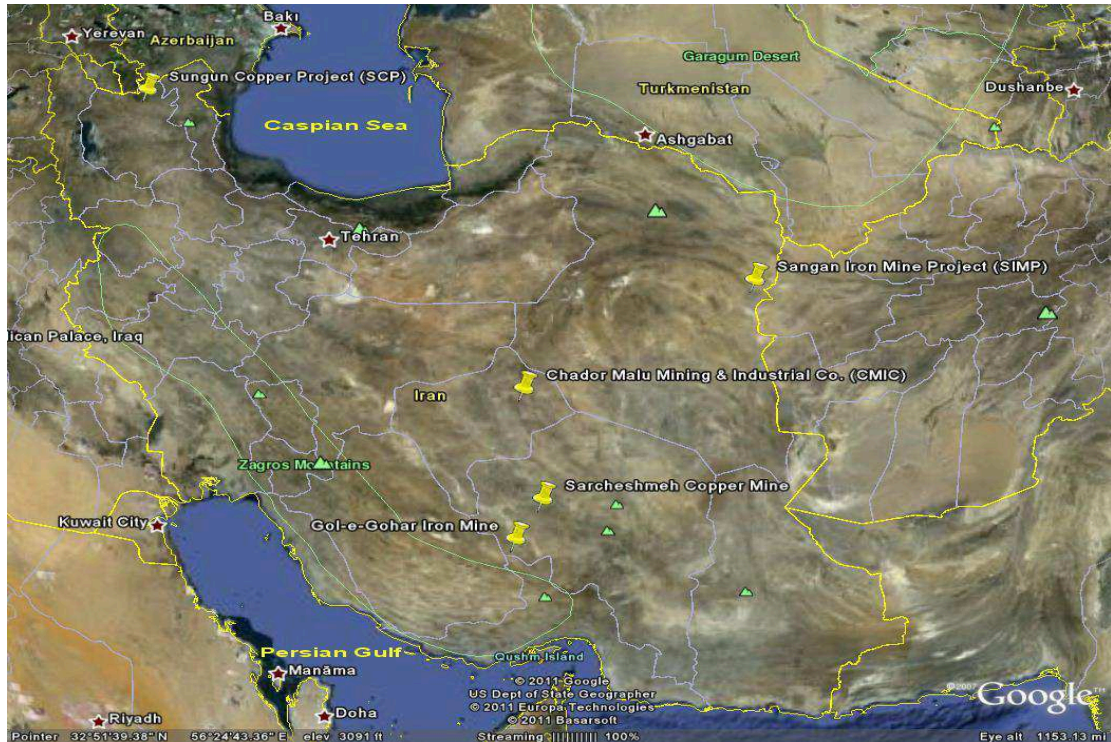 Bakı
Yerevan
Azerbaijan
Garagum Desert
Sungun Copper Project (SCP)
Turkmenistan
Dushanbe
Caspian Sea
Ashgabat
Tehran
Sangan Iron Mine Project (SIMP)
lican Palace, Iraq
Chador Malu Mining & Industrial Co. (CMIC)
Iran
Zagros Mountains
Sarcheshmeh Copper Mine
Kuwait City
Gol-e-Gohar Iron Mine
Persian Gulf
Qushm Island
Manāma
© 2011 Google
US Dept of State Geographer
© 2011 Europa Technologies
© 2011 Basarsoft
©2007 Google™
Riyadh
Doha
Pointer 32°51'39.38" N 56°24'43.36" E elev 3091 ft
Streaming |||||||||| 100%
Eye alt 1153.13 mi